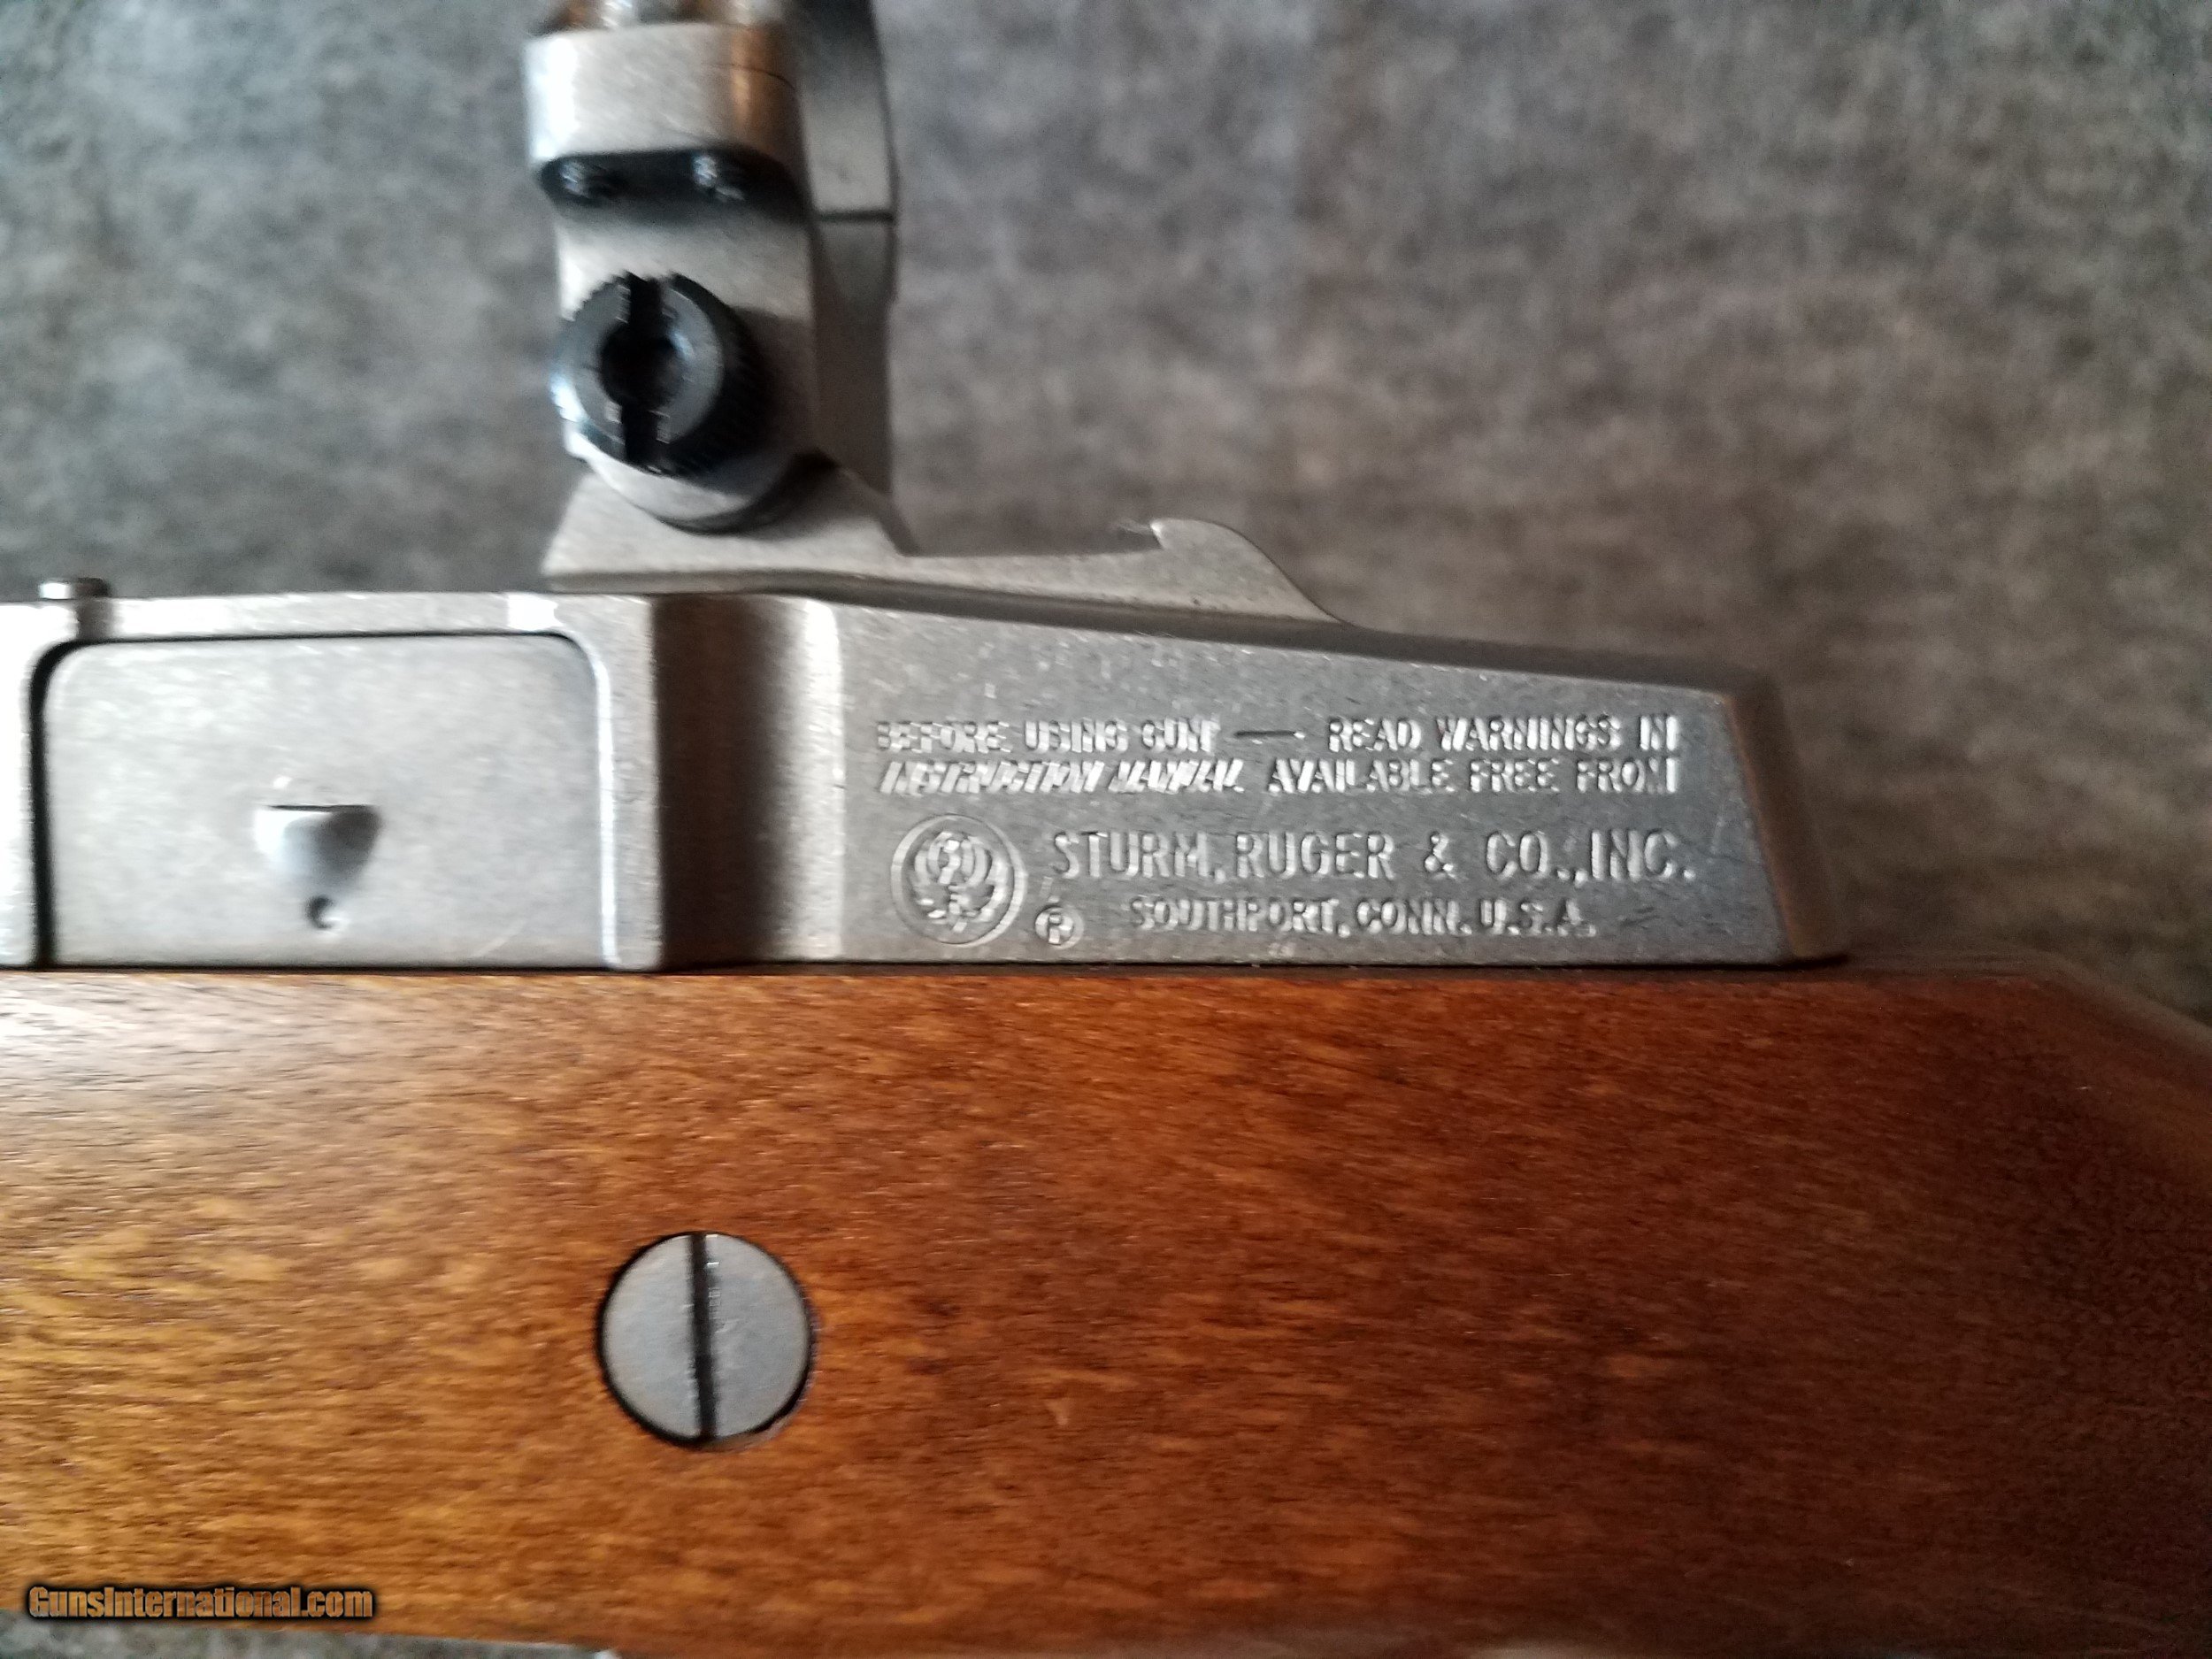 BEFORE USING GUN — READ WARNINGS IN
INSTRUCTION MANUAL AVAILABLE FREE FROM
STURM, RUGER & CO., INC.
® SOUTHPORT, CONN. U.S.A.
GunsInternational.com